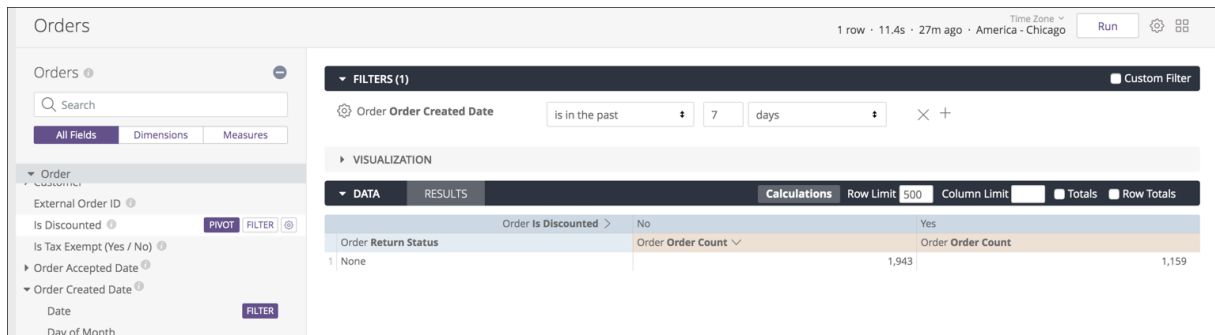 Orders
Time Zone
1 row · 11.4s · 27m ago · America - Chicago
Run
Orders
Search
All Fields Dimensions Measures
Order
Customer
External Order ID
Is Discounted PIVOT FILTER
Is Tax Exempt (Yes / No)
Order Accepted Date
Order Created Date
Date FILTER
Day of Month
FILTERS (1) Custom Filter
Order Order Created Date is in the past 7 days
VISUALIZATION
DATA RESULTS Calculations Row Limit 500 Column Limit Totals Row Totals
Order Is Discounted No Yes
Order Return Status Order Order Count Order Order Count
1 None 1,943 1,159